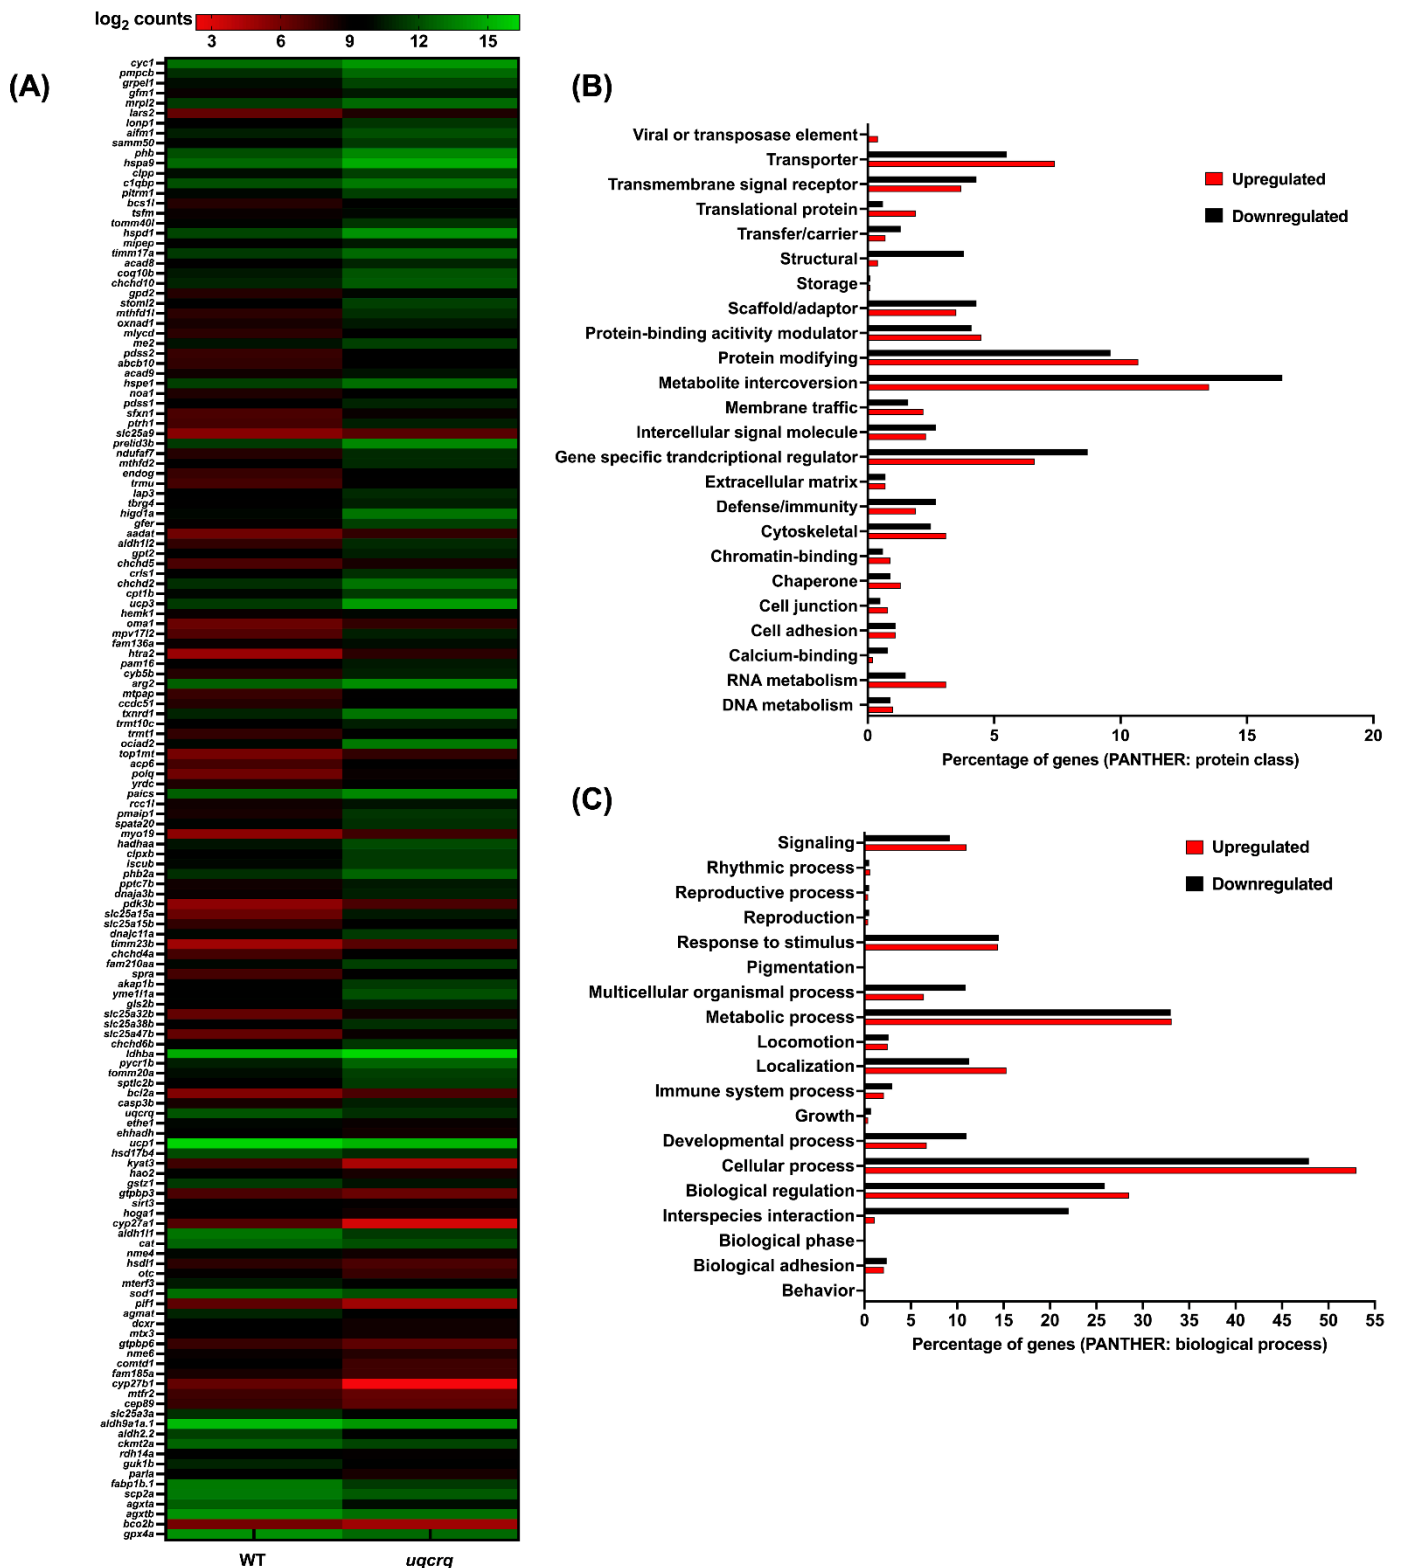 log2 counts
3 6 9 12 15
(A)
cyc1
pmpcb
grpel1
gfm1
mrpl2
lars2
lonp1
aifm1
samm50
phb
hspa9
clpp
c1qbp
pitrm1
bcs1l
tsfm
tomm40l
hspd1
mipep
timm17a
acad8
coq10b
chchd10
gpd2
stoml2
mthfd1l
oxnad1
mlycd
me2
pdss2
abcb10
acad9
hspe1
noa1
pdss1
sfxn1
ptrh1
slc25a9
prelid3b
ndufaf7
mthfd2
endog
trmu
lap3
tbrg4
higd1a
gfer
aadat
aldh1l2
gpt2
chchd5
crls1
chchd2
cpt1b
ucp3
hemk1
oma1
mpv17l2
fam136a
htra2
pam16
cyb5b
arg2
mtpap
ccdc51
txnrd1
trmt10c
trmt1
ociad2
top1mt
acp6
polq
yrdc
paics
rcc1l
pmaip1
spata20
myo19
hadhaa
clpxb
iscub
phb2a
pptc7b
dnaja3b
pdk3b
slc25a15a
slc25a15b
dnajc11a
timm23b
chchd4a
fam210aa
spra
akap1b
yme1l1a
gls2b
slc25a32b
slc25a38b
slc25a47b
chchd6b
ldhba
pycr1b
tomm20a
sptlc2b
bcl2a
casp3b
uqcrq
ethe1
ehhadh
ucp1
hsd17b4
kyat3
hao2
gstz1
gtpbp3
sirt3
hoga1
cyp27a1
aldh1l1
cat
nme4
hsdl1
otc
mterf3
sod1
pif1
agmat
dcxr
mtx3
gtpbp6
nme6
comtd1
fam185a
cyp27b1
mtfr2
cep89
slc25a3a
aldh9a1a.1
aldh2.2
ckmt2a
rdh14a
guk1b
parla
fabp1b.1
scp2a
agxta
agxtb
bco2b
gpx4a
WT uqcrq
(B)
Viral or transposase element
Transporter
Transmembrane signal receptor
Translational protein
Transfer/carrier
Structural
Storage
Scaffold/adaptor
Protein-binding acitivity modulator
Protein modifying
Metabolite intercoversion
Membrane traffic
Intercellular signal molecule
Gene specific trandcriptional regulator
Extracellular matrix
Defense/immunity
Cytoskeletal
Chromatin-binding
Chaperone
Cell junction
Cell adhesion
Calcium-binding
RNA metabolism
DNA metabolism
0 5 10 15 20
Percentage of genes (PANTHER: protein class)
Upregulated
Downregulated
(C)
Signaling
Rhythmic process
Reproductive process
Reproduction
Response to stimulus
Pigmentation
Multicellular organismal process
Metabolic process
Locomotion
Localization
Immune system process
Growth
Developmental process
Cellular process
Biological regulation
Interspecies interaction
Biological phase
Biological adhesion
Behavior
0 5 10 15 20 25 30 35 40 45 50 55
Percentage of genes (PANTHER: biological process)
Upregulated
Downregulated